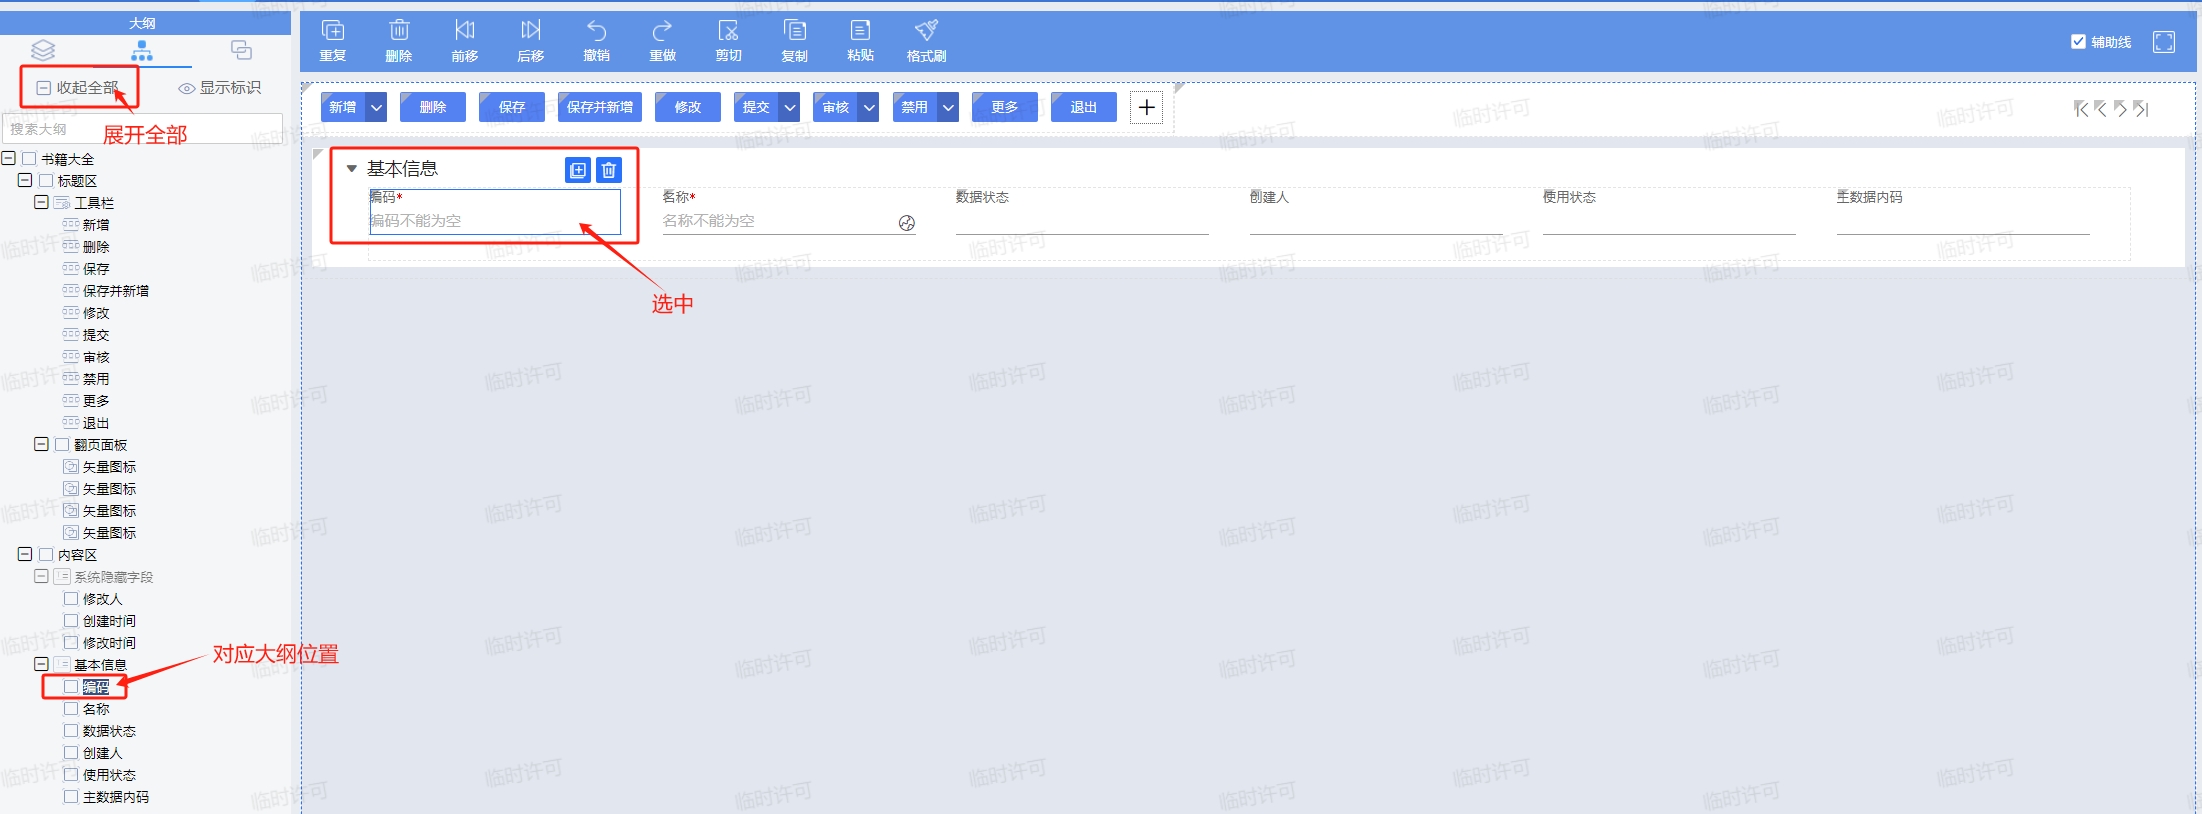 大纲
收起全部
显示标识
展开全部
搜索大纲
书籍大全
标题区
工具栏
新增
删除
保存
保存并新增
修改
提交
审核
禁用
更多
退出
翻页面板
矢量图标
矢量图标
矢量图标
矢量图标
内容区
系统隐藏字段
修改人
创建时间
修改时间
基本信息
编码
名称
数据状态
创建人
使用状态
主数据内码
对应大纲位置
重复 删除 前移 后移 撤销 重做 剪切 复制 粘贴 格式刷 辅助线
新增 删除 保存 保存并新增 修改 提交 审核 禁用 更多 退出
基本信息
编码* 名称* 数据状态 创建人 使用状态 主数据内码
编码不能为空 名称不能为空
选中
临时许可